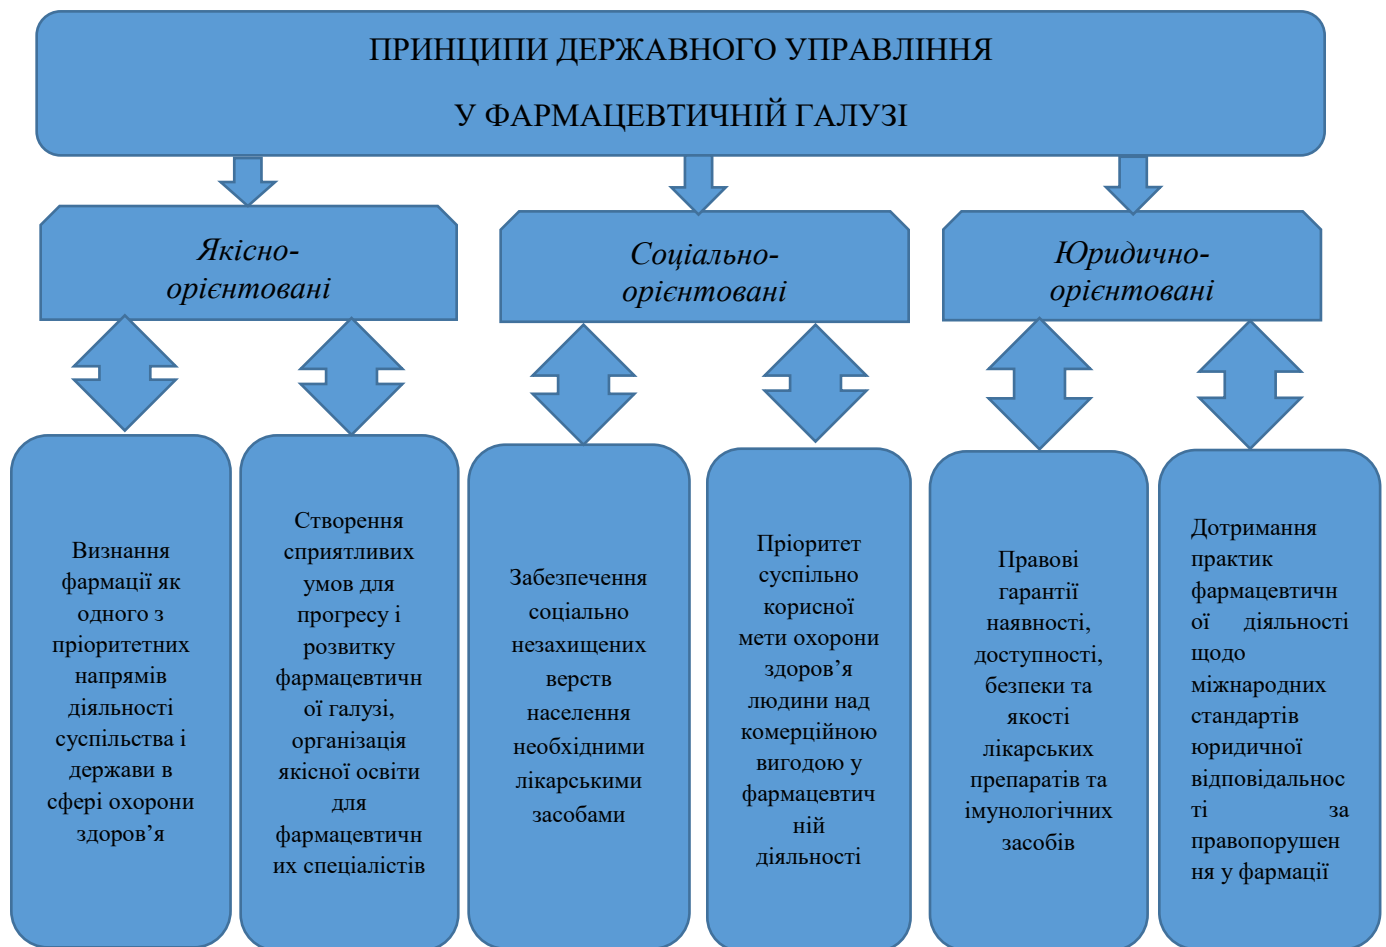 ПРИНЦИПИ ДЕРЖАВНОГО УПРАВЛІННЯ
У ФАРМАЦЕВТИЧНІЙ ГАЛУЗІ
Якісно-
орієнтовані
Соціально-
орієнтовані
Юридично-
орієнтовані
Визнання
фармації як
одного з
пріоритетних
напрямів
діяльності
суспільства і
держави в
сфері охорони
здоров’я
Створення
сприятливих
умов для
прогресу і
розвитку
фармацевтичн
ої галузі,
організація
якісної освіти
для
фармацевтичн
их спеціалістів
Забезпечення
соціально
незахищених
верств
населення
необхідними
лікарськими
засобами
Пріоритет
суспільно
корисної
мети охорони
здоров’я
людини над
комерційною
вигодою у
фармацевтич
ній
діяльності
Правові
гарантії
наявності,
доступності,
безпеки та
якості
лікарських
препаратів та
імунологічних
засобів
Дотримання
практик
фармацевтичн
ої діяльності
щодо
міжнародних
стандартів
юридичної
відповідальнос
ті за
правопорушен
ня у фармації